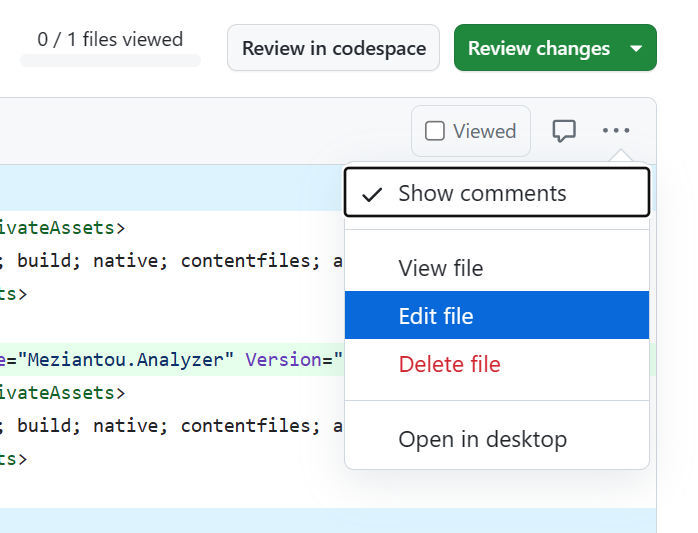 0 / 1 files viewed
Review in codespace
Review changes
Viewed
Show comments
ivateAssets>
; build; native; contentfiles; a
ts>
View file
Edit file
e="Meziantou.Analyzer" Version="
Delete file
ivateAssets>
; build; native; contentfiles; a
Open in desktop
ts>